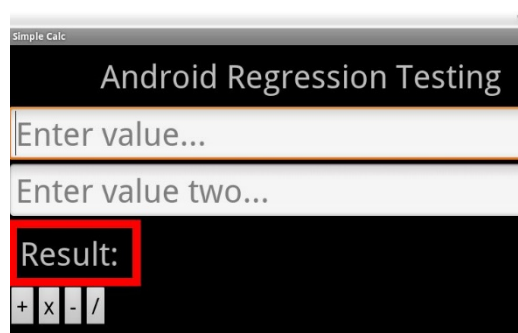 Simple Calc
Android Regression Testing
Enter value...
Enter value two...
Result:
+ x - /